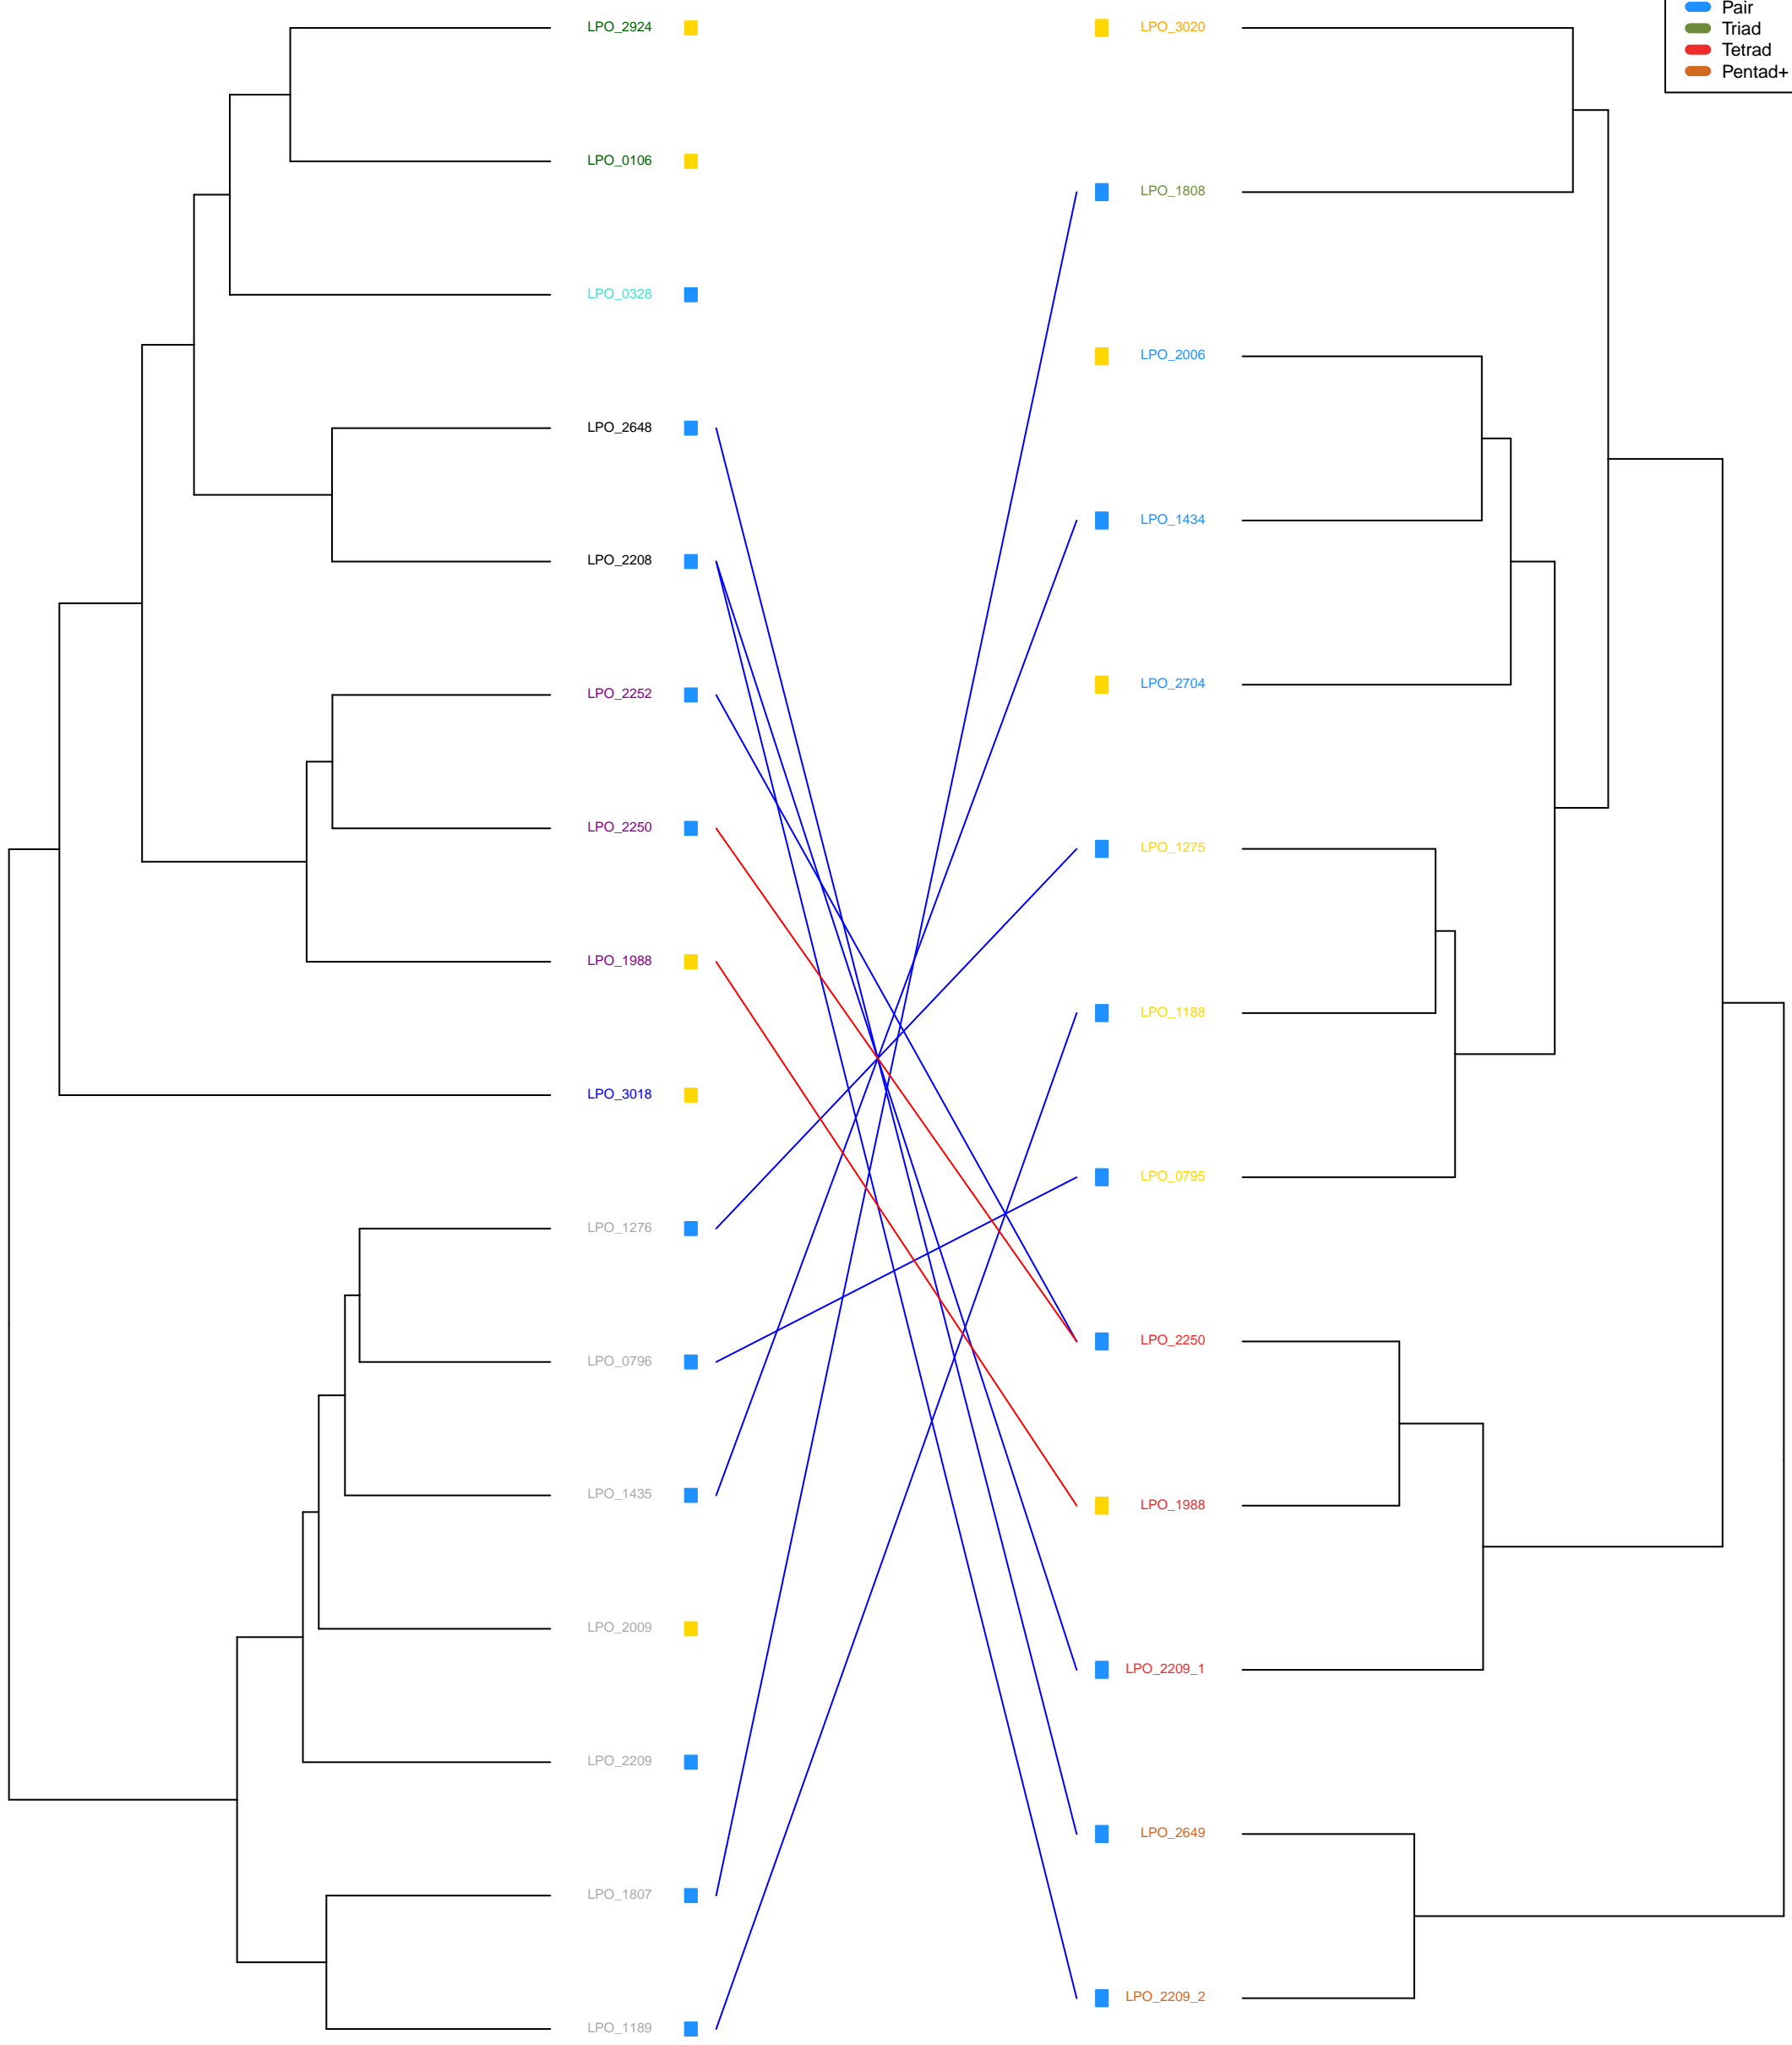 Pair
Triad
Tetrad
Pentad+
LPO_2924
LPO_0106
LPO_0328
LPO_2648
LPO_2208
LPO_2252
LPO_2250
LPO_1988
LPO_3018
LPO_1276
LPO_0796
LPO_1435
LPO_2009
LPO_2209
LPO_1807
LPO_1189
LPO_3020
LPO_1808
LPO_2006
LPO_1434
LPO_2704
LPO_1275
LPO_1188
LPO_0795
LPO_2250
LPO_1988
LPO_2209_1
LPO_2649
LPO_2209_2